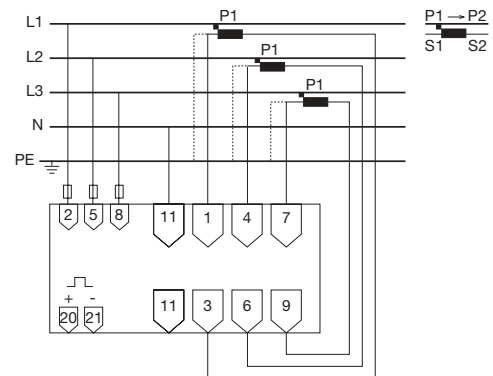 L1 P1 P1 → P2
S1 S2
L2 P1
L3 P1
N
PE
2 5 8 11 1 4 7
+ -
20 21 11 3 6 9